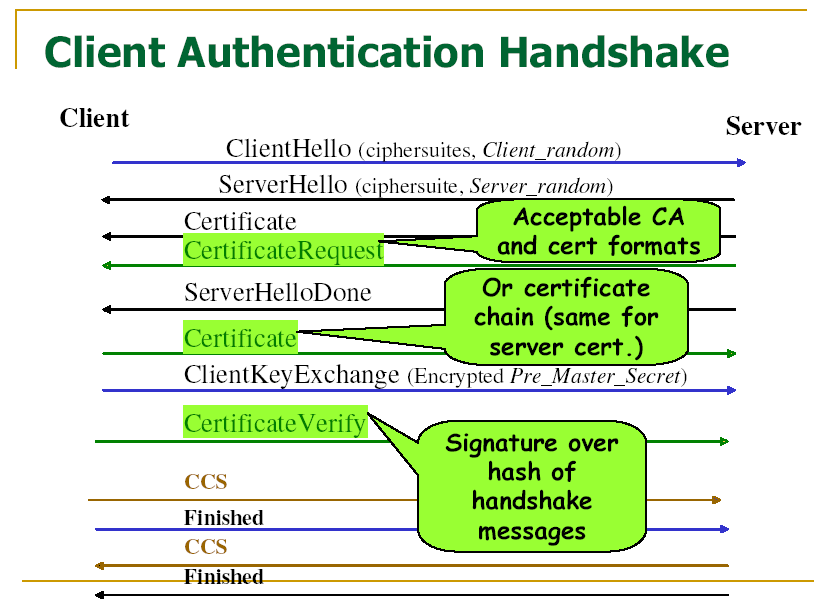 Client Authentication Handshake
Client
Server
ClientHello (ciphersuites, Client_random)
ServerHello (ciphersuite, Server_random)
Certificate
CertificateRequest
Acceptable CA
and cert formats
ServerHelloDone
Or certificate
chain (same for
server cert.)
Certificate
ClientKeyExchange (Encrypted Pre_Master_Secret)
CertificateVerify
Signature over
hash of
handshake
messages
CCS
Finished
CCS
Finished